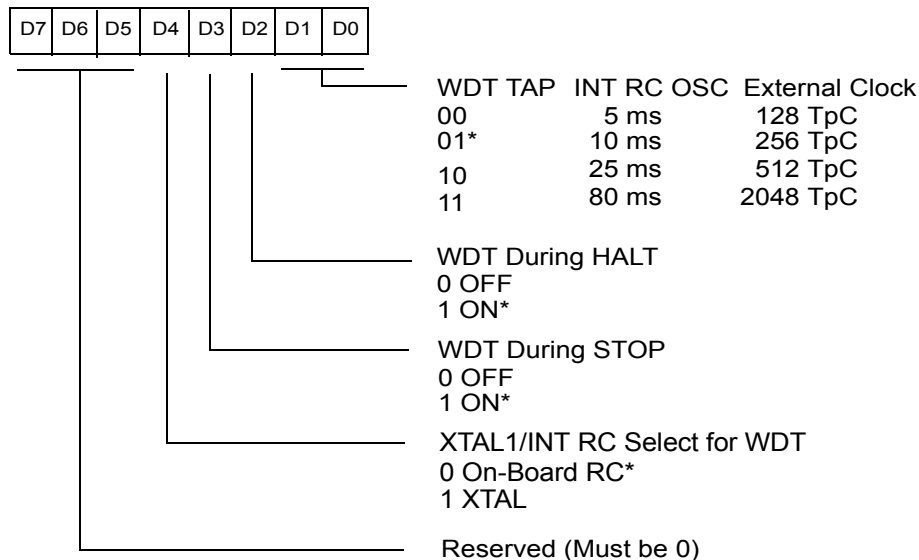 D7 D6 D5 D4 D3 D2 D1 D0
WDT TAP INT RC OSC External Clock
00 5 ms 128 TpC
01* 10 ms 256 TpC
10 25 ms 512 TpC
11 80 ms 2048 TpC
WDT During HALT
0 OFF
1 ON*
WDT During STOP
0 OFF
1 ON*
XTAL1/INT RC Select for WDT
0 On-Board RC*
1 XTAL
Reserved (Must be 0)